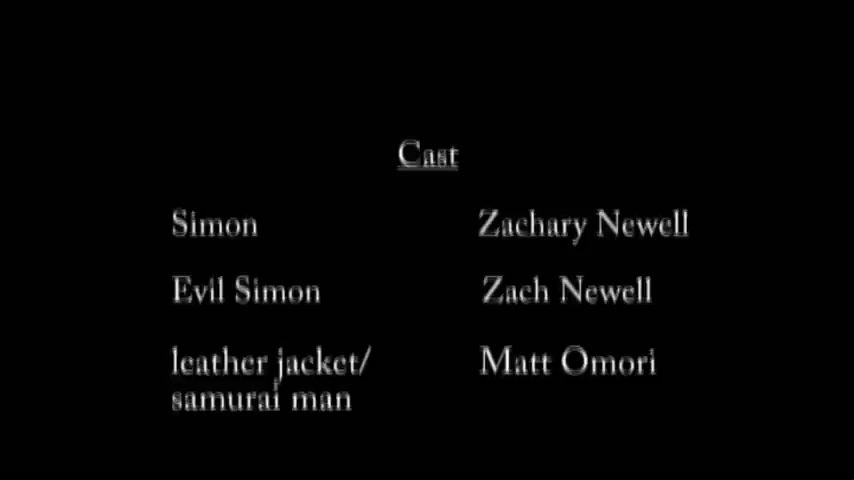 Cast
Simon Zachary Newell
Evil Simon Zach Newell
leather jacket/ Matt Omori
samurai man